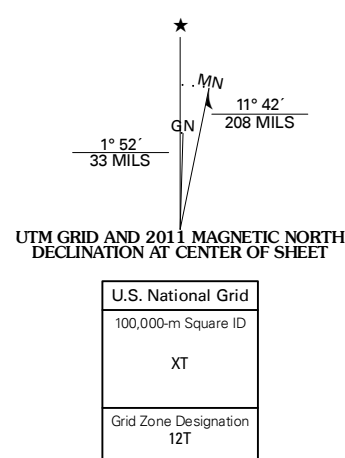 ★
MN
11° 42´
208 MILS
GN
1° 52´
33 MILS
UTM GRID AND 2011 MAGNETIC NORTH
DECLINATION AT CENTER OF SHEET
U.S. National Grid
100,000-m Square ID
XT
Grid Zone Designation
12T